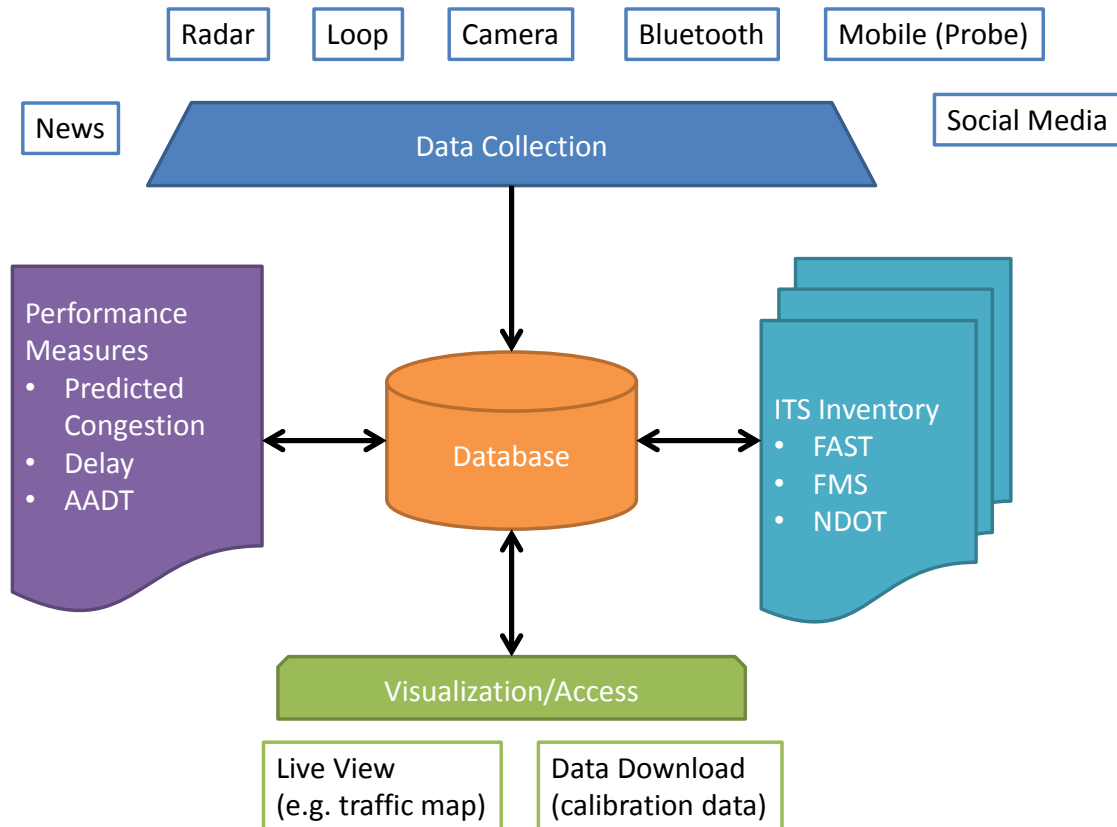 Radar
Loop
Camera
Bluetooth
Mobile (Probe)
News
Data Collection
Social Media
Performance
Measures
• Predicted
Congestion
• Delay
• AADT
Database
ITS Inventory
• FAST
• FMS
• NDOT
Visualization/Access
Live View
(e.g. traffic map)
Data Download
(calibration data)